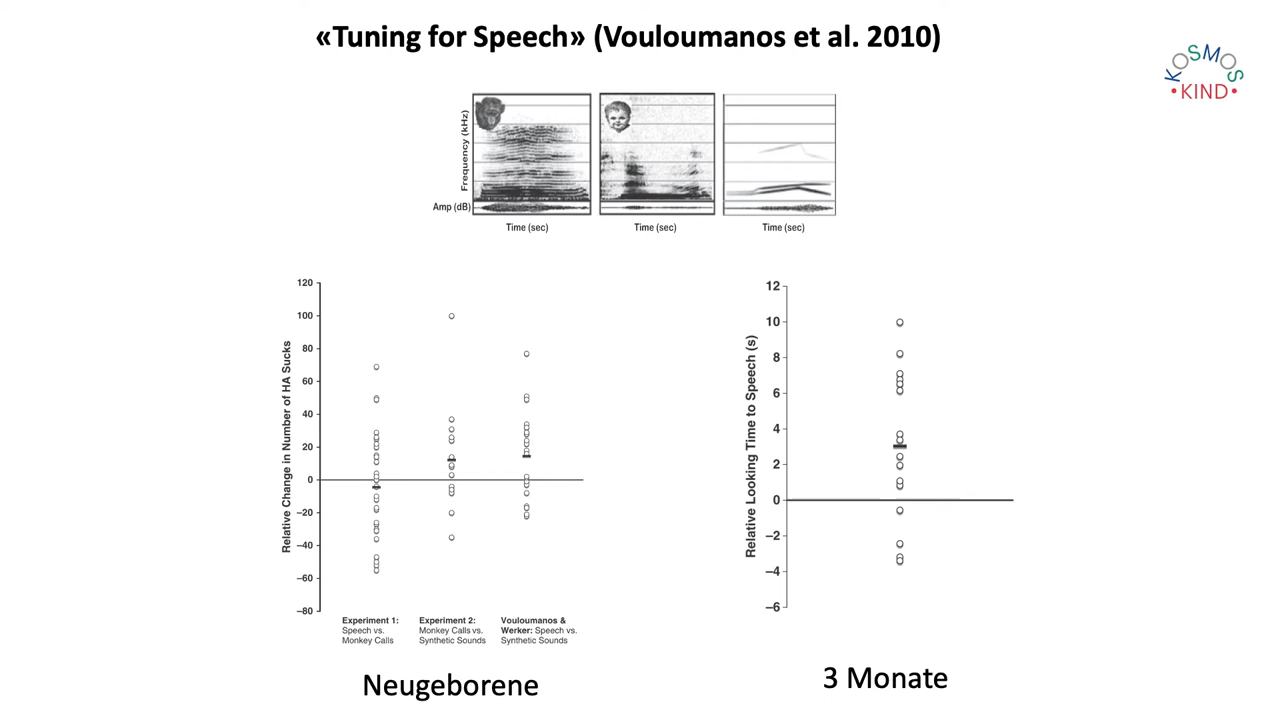 «Tuning for Speech» (Vouloumanos et al. 2010)
KOSMOS
•KIND•
Frequency (kHz)
Amp (dB)
Time (sec)
Time (sec)
Time (sec)
Relative Change in Number of HA Sucks
120
100
80
60
40
20
0
–20
–40
–60
–80
Experiment 1:
Speech vs.
Monkey Calls
Experiment 2:
Monkey Calls vs.
Synthetic Sounds
Vouloumanos &
Werker: Speech vs.
Synthetic Sounds
Neugeborene
Relative Looking Time to Speech (s)
12
10
8
6
4
2
0
–2
–4
–6
3 Monate